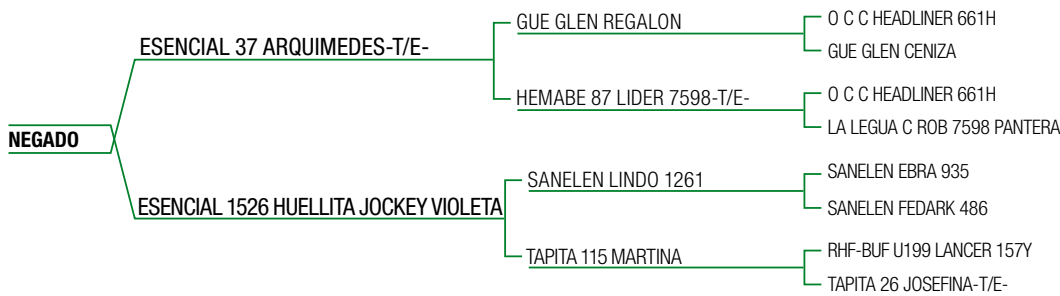 O C C HEADLINER 661H
GUE GLEN REGALON
ESENCIAL 37 ARQUIMEDES-T/E-
GUE GLEN CENIZA
HEMABE 87 LIDER 7598-T/E-
O C C HEADLINER 661H
LA LEGUA C ROB 7598 PANTERA
NEGADO
SANELEN LINDO 1261
SANELEN EBRA 935
ESENCIAL 1526 HUELLITA JOCKEY VIOLETA
SANELEN FEDARK 486
TAPITA 115 MARTINA
RHF-BUF U199 LANCER 157Y
TAPITA 26 JOSEFINA-T/E-